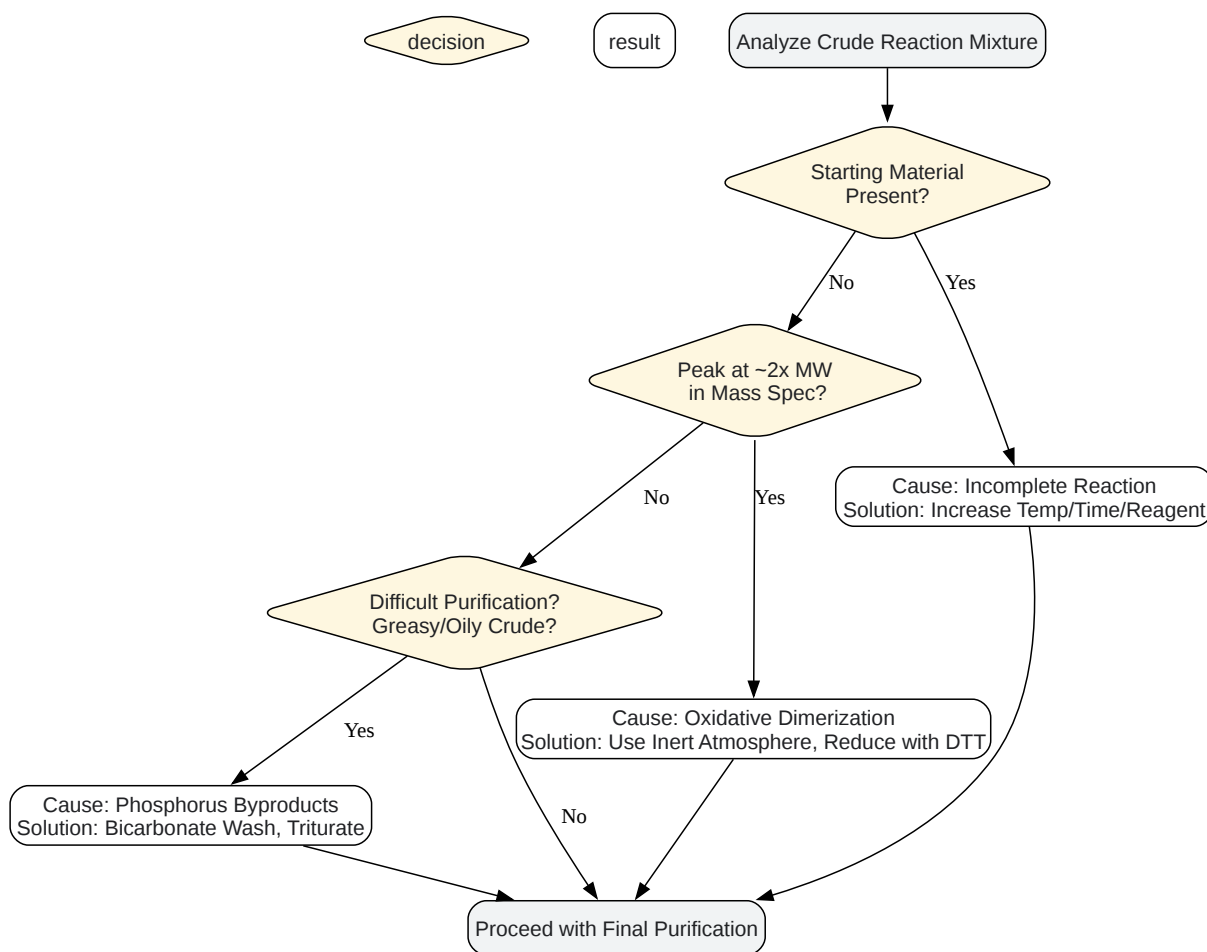 decision
result
Analyze Crude Reaction Mixture
Starting Material
Present?
No
Yes
Peak at ~2x MW
in Mass Spec?
No
Yes
Cause: Incomplete Reaction
Solution: Increase Temp/Time/Reagent
Difficult Purification?
Greasy/Oily Crude?
Yes
No
Cause: Oxidative Dimerization
Solution: Use Inert Atmosphere, Reduce with DTT
Cause: Phosphorus Byproducts
Solution: Bicarbonate Wash, Triturate
Proceed with Final Purification